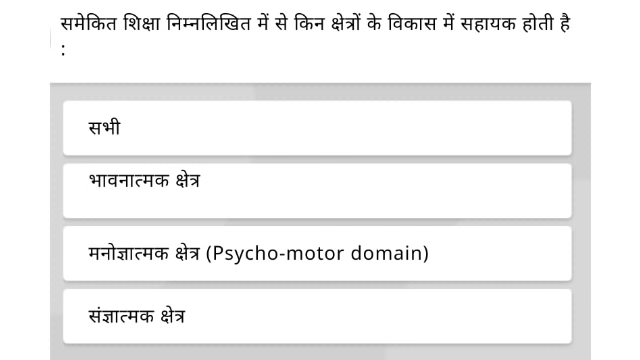 समेकित शिक्षा निम्नलिखित में से किन क्षेत्रों के विकास में सहायक होती है
:
सभी
भावनात्मक क्षेत्र
मनोज्ञात्मक क्षेत्र (Psycho-motor domain)
संज्ञात्मक क्षेत्र